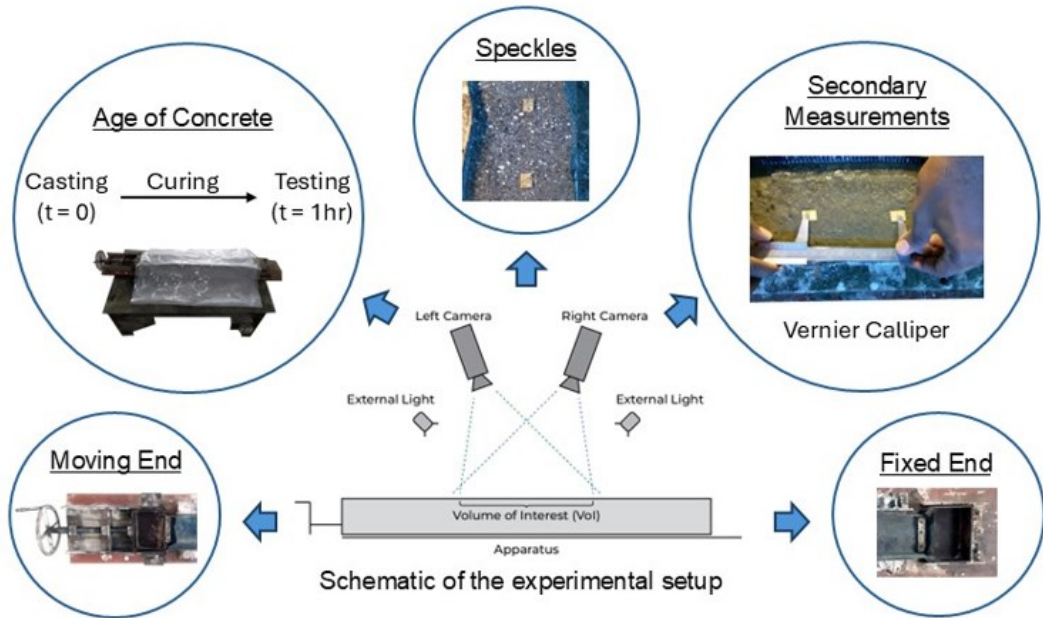 Age of Concrete
Casting
(t = 0)
Curing
Testing
(t = 1hr)
Speckles
Secondary
Measurements
Vernier Calliper
Left Camera
Right Camera
External Light
External Light
Moving End
Fixed End
Volume of Interest (VoI)
Apparatus
Schematic of the experimental setup